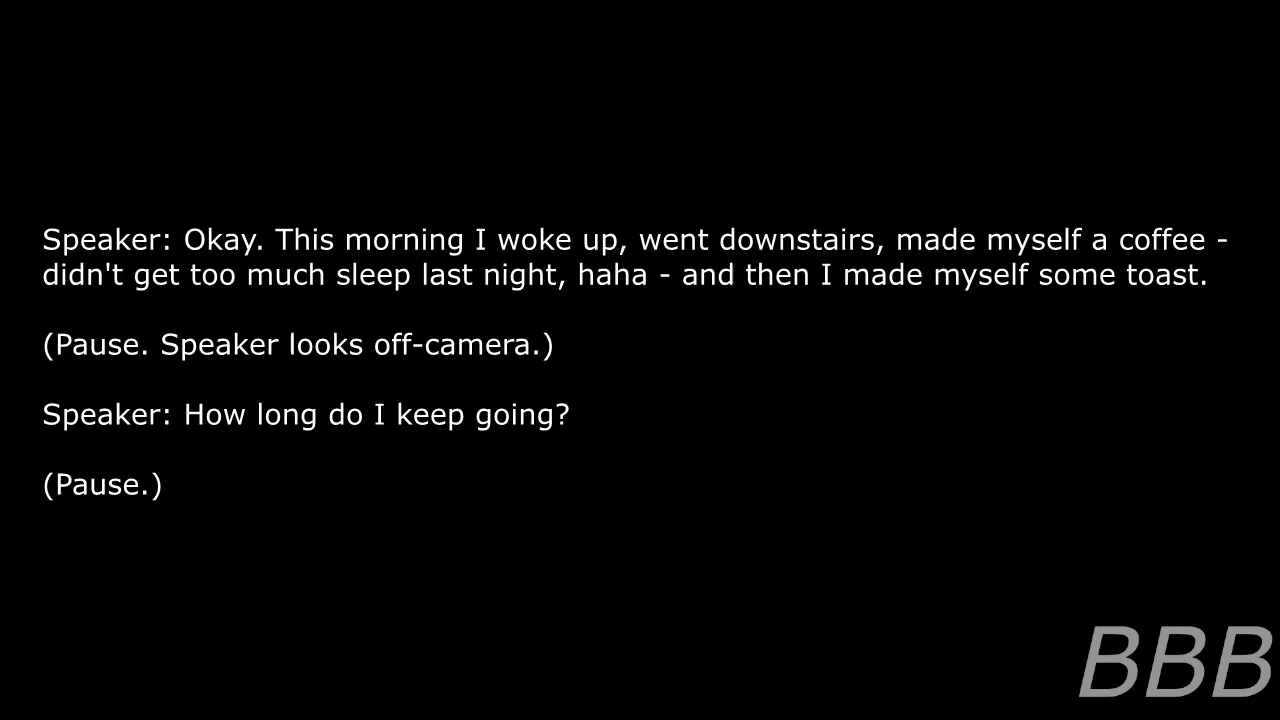 Speaker: Okay. This morning I woke up, went downstairs, made myself a coffee -
didn't get too much sleep last night, haha - and then I made myself some toast.
(Pause. Speaker looks off-camera.)
Speaker: How long do I keep going?
(Pause.)
BBB